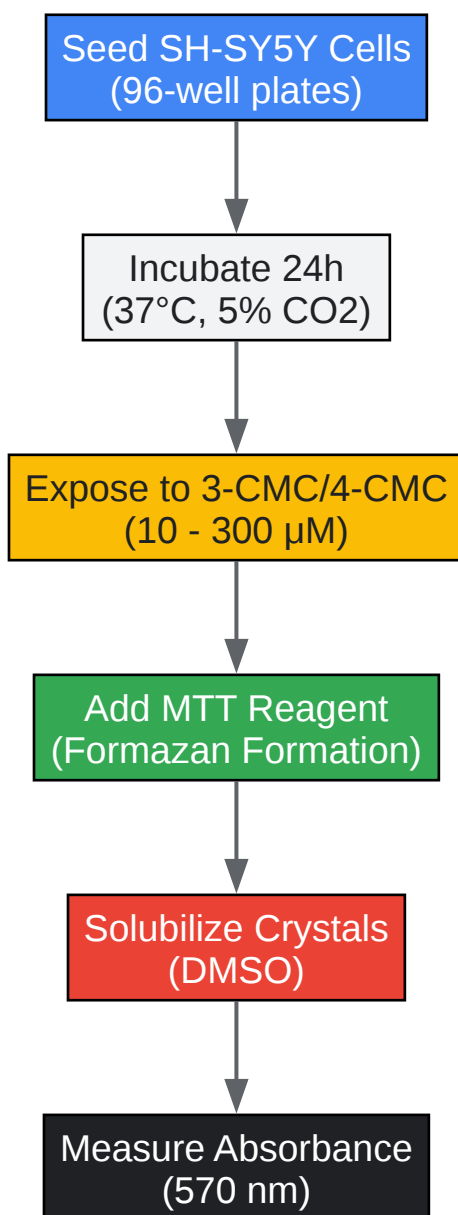 Seed SH-SY5Y Cells
(96-well plates)
Incubate 24h
(37°C, 5% CO2)
Expose to 3-CMC/4-CMC
(10 - 300 μM)
Add MTT Reagent
(Formazan Formation)
Solubilize Crystals
(DMSO)
Measure Absorbance
(570 nm)